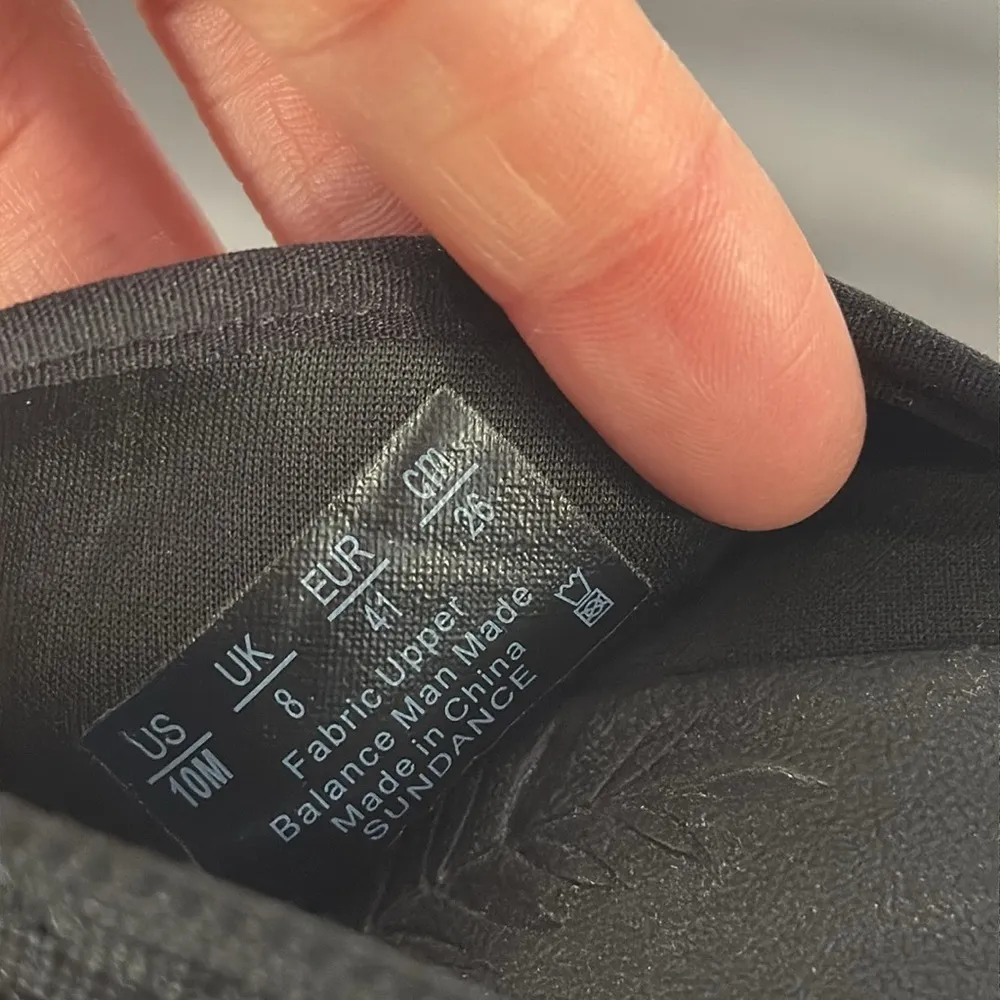 US UK EUR cm
10M 8 41 26
Fabric Upper
Balance Man Made
Made in China
SUNDANCE